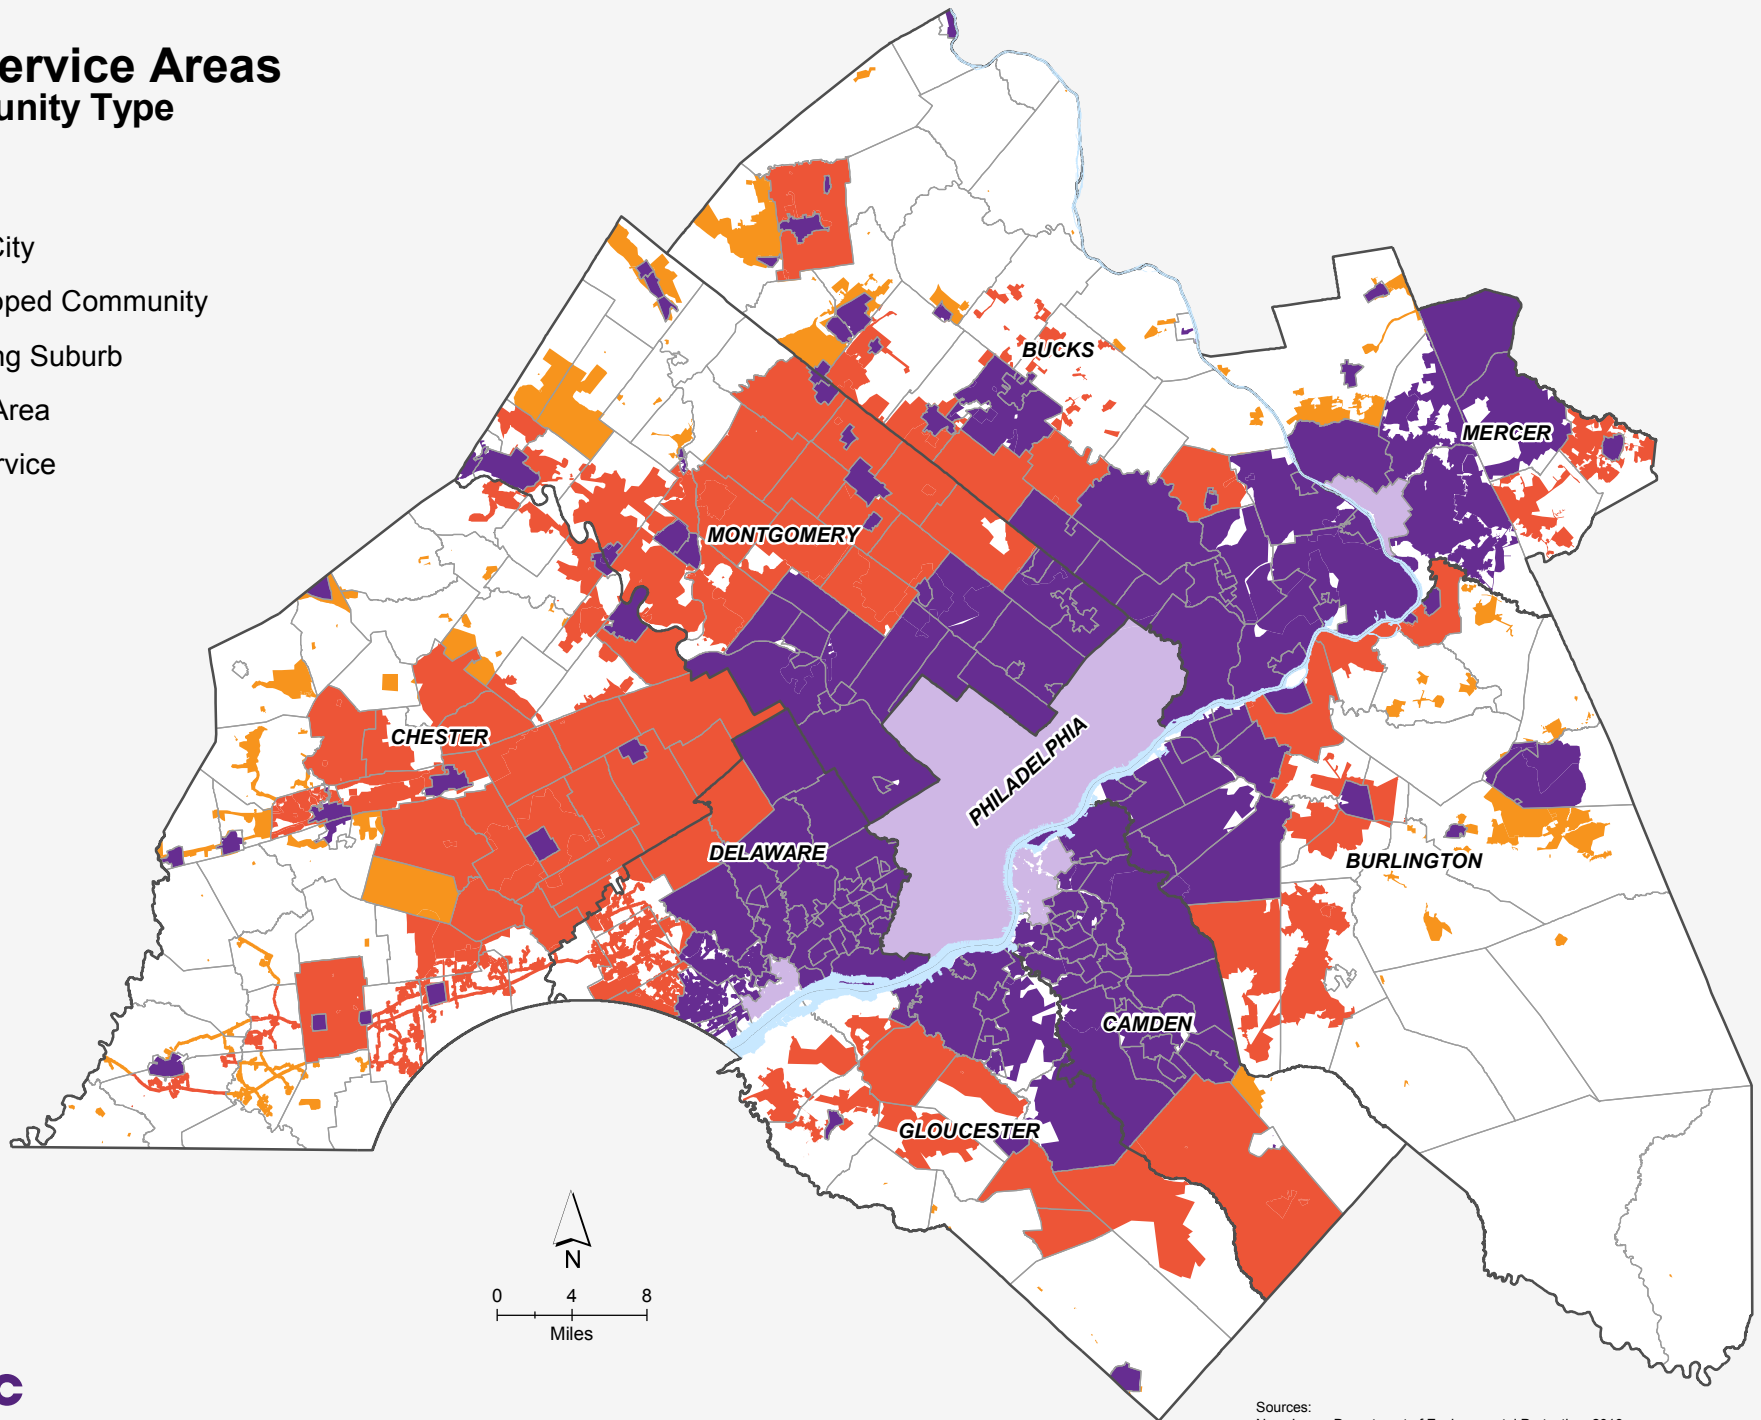 ervice Areas
unity Type
City
oped Community
ng Suburb
Area
rvice
BUCKS
MERCER
MONTGOMERY
CHESTER
PHILADELPHIA
DELAWARE
BURLINGTON
CAMDEN
GLOUCESTER
N
0 4 8
Miles
c
Sources: